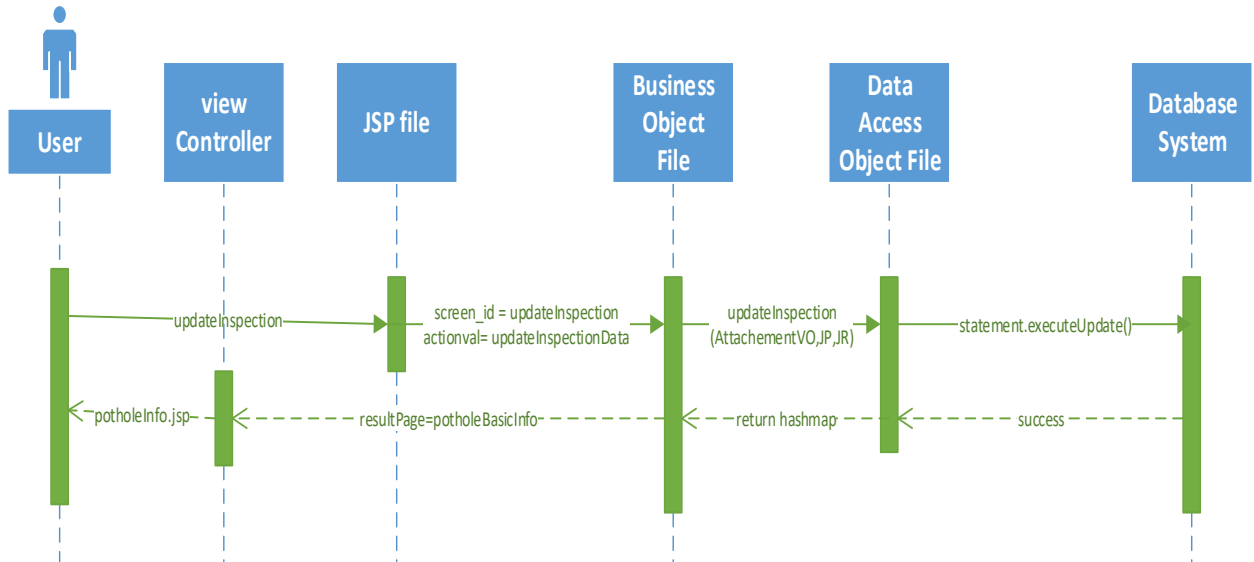 User
view
Controller
JSP file
Business
Object
File
Data
Access
Object File
Database
System
updateInspection
screen_id = updateInspection
actionval= updateInspectionData
updateInspection
(AttachementVO,JP,JR)
statement.executeUpdate()
potholeInfo.jsp
resultPage=potholeBasicInfo
return hashmap
success